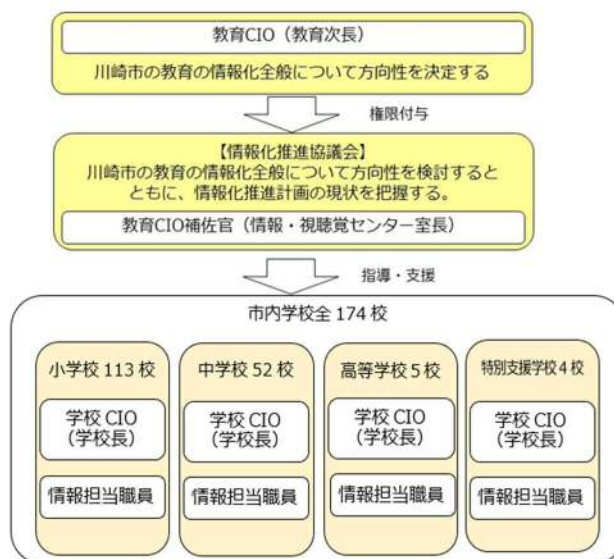 教育CIO（教育次長）
川崎市の教育の情報化全般について方向性を決定する
権限付与
【情報化推進協議会】
川崎市の教育の情報化全般について方向性を検討すると
ともに、情報化推進計画の現状を把握する。
教育CIO補佐官（情報・視聴覚センター室長）
指導・支援
市内学校全 174 校
小学校 113 校
学校 CIO
（学校長）
情報担当職員
中学校 52 校
学校 CIO
（学校長）
情報担当職員
高等学校 5 校
学校 CIO
（学校長）
情報担当職員
特別支援学校 4 校
学校 CIO
（学校長）
情報担当職員